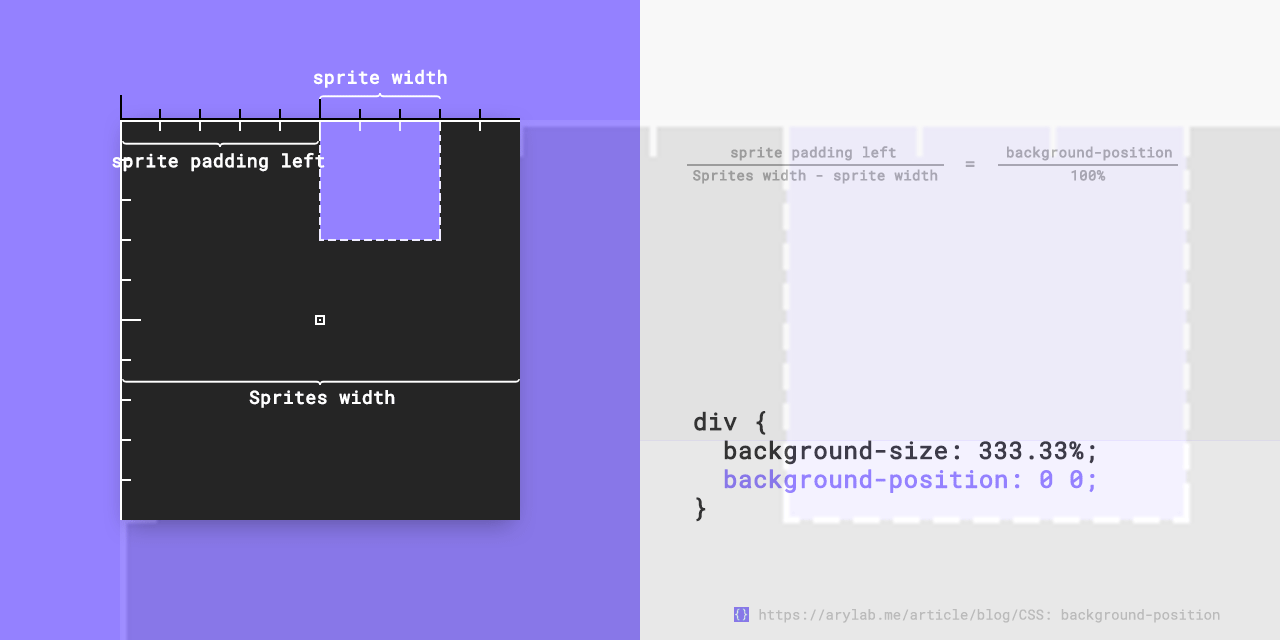 sprite width
sprite padding left
Sprites width
sprite padding left
Sprites width - sprite width
=
background-position
100%
div {
  background-size: 333.33%;
  background-position: 0 0;
}
{} https://arylab.me/article/blog/CSS: background-position